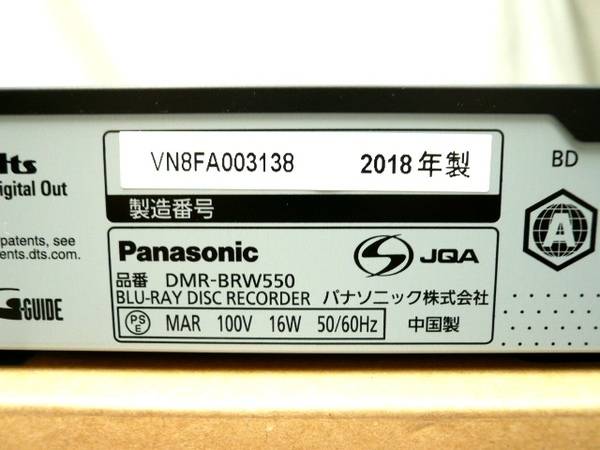 dts
Digital Out
patents, see
patents.dts.com.
G-GUIDE
VN8FA003138 2018年製
製造番号
Panasonic
品番 DMR-BRW550
BLU-RAY DISC RECORDER パナソニック株式会社
PS E MAR 100V 16W 50/60Hz 中国製
S JQA
BD
A